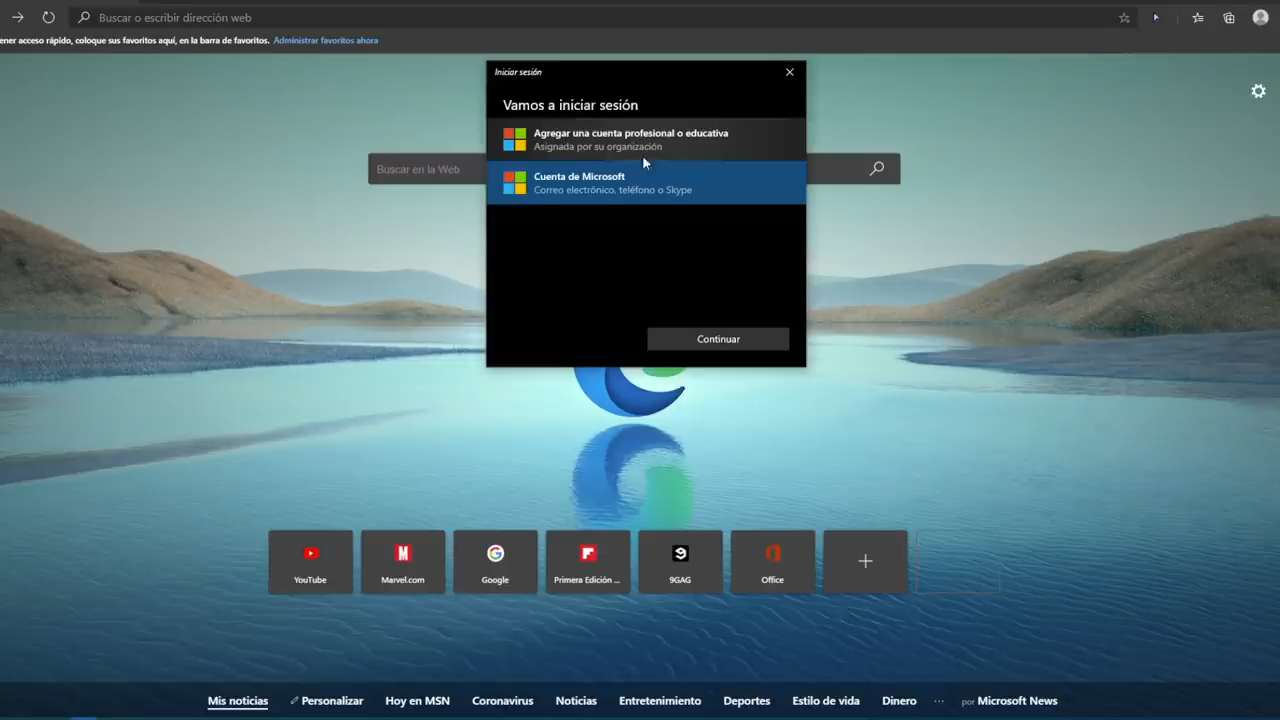 Buscar o escribir dirección web
ener acceso rápido, coloque sus favoritos aquí, en la barra de favoritos. Administrar favoritos ahora
Iniciar sesión
Vamos a iniciar sesión
Agregar una cuenta profesional o educativa
Asignada por su organización
Buscar en la Web
Cuenta de Microsoft
Correo electrónico, teléfono o Skype
Continuar
YouTube
Marvel.com
Google
Primera Edición ...
9GAG
Office
Mis noticias Personalizar Hoy en MSN Coronavirus Noticias Entretenimiento Deportes Estilo de vida Dinero ... por Microsoft News